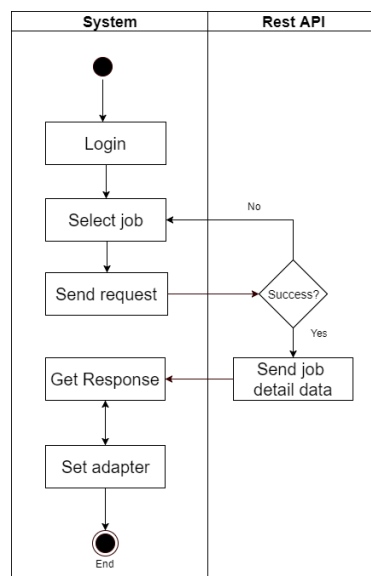 System
Rest API
Login
Select job
No
Send request
Success?
Yes
Get Response
Send job
detail data
Set adapter
End